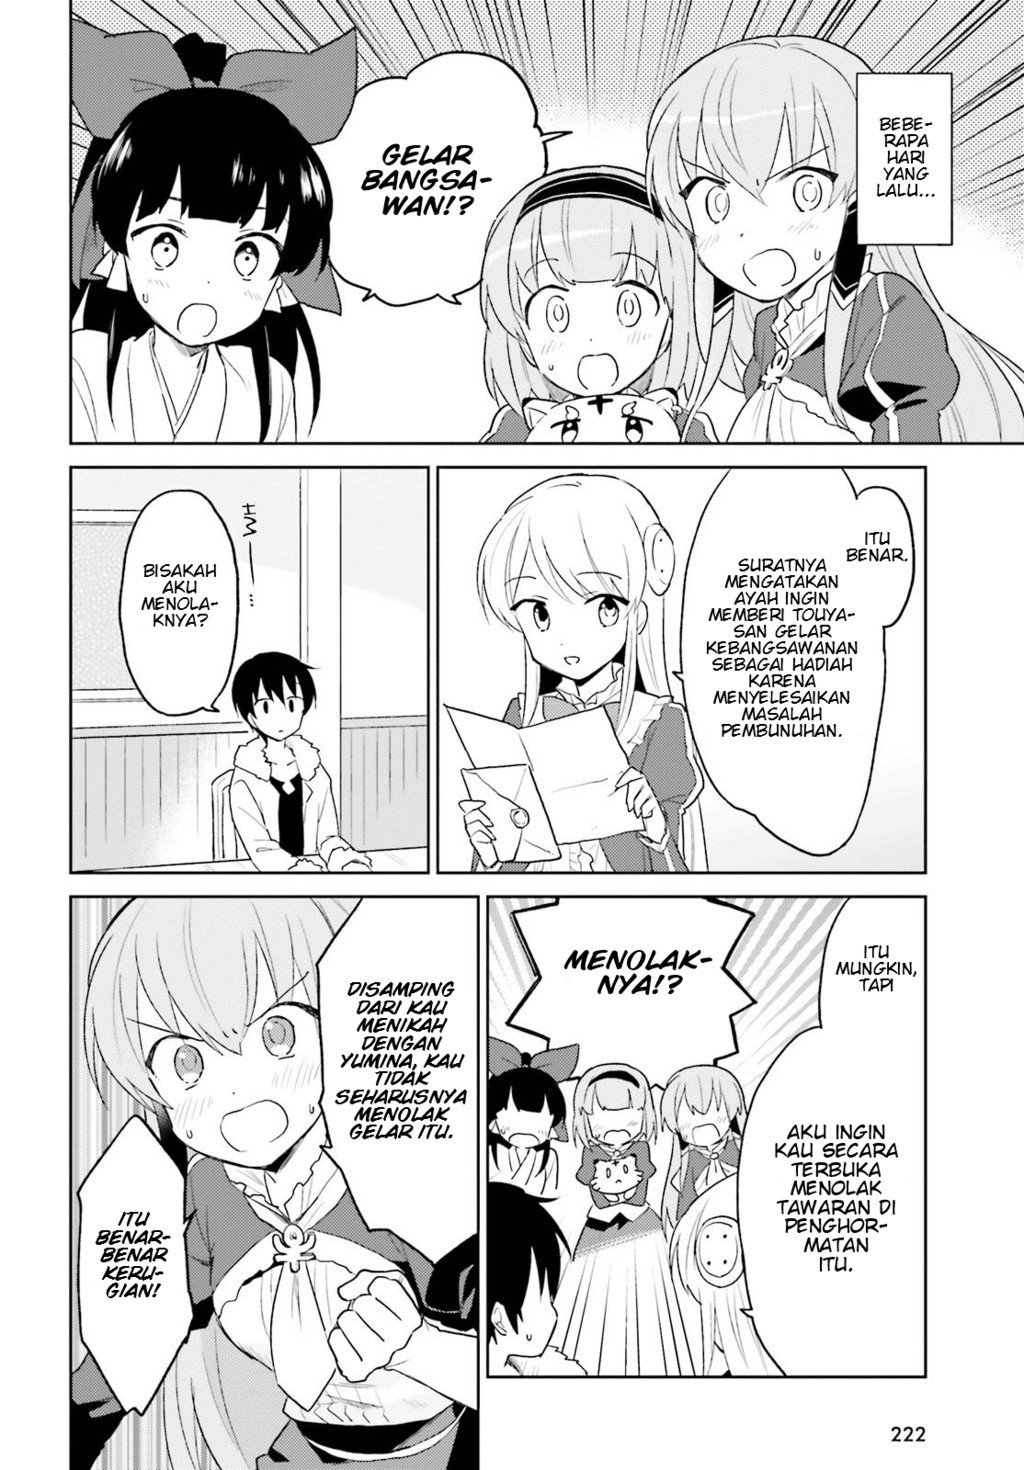 BEBE-
RAPA
HARI
YANG
LALU...
GELAR
BANGSA-
WAN!?
ITU
BENAR.
SURATNYA
MENGATAKAN
AYAH INGIN
MEMBERI TOUYA-
SAN GELAR
KEBANGSAWANAN
SEBAGAI HADIAH
KARENA
MENYELESAIKAN
MASALAH
PEMBUNUHAN.
HM—...
BISAKAH
AKU
MENOLA-
KNYA?
ITU
MUNGKIN,
TAPI
MENOLAK-
NYA!?
AKU INGIN
KAU SECARA
TERBUKA
MENOLAK
TAWARAN DI
PENGHOR-
MATAN
ITU.
DISAMPING
DARI KAU
MENIKAH
DENGAN
YUMINA, KAU
TIDAK
SEHARUSNYA
MENOLAK
GELAR ITU.
ITU
BENAR-
BENAR
KERU-
GIAN!
222